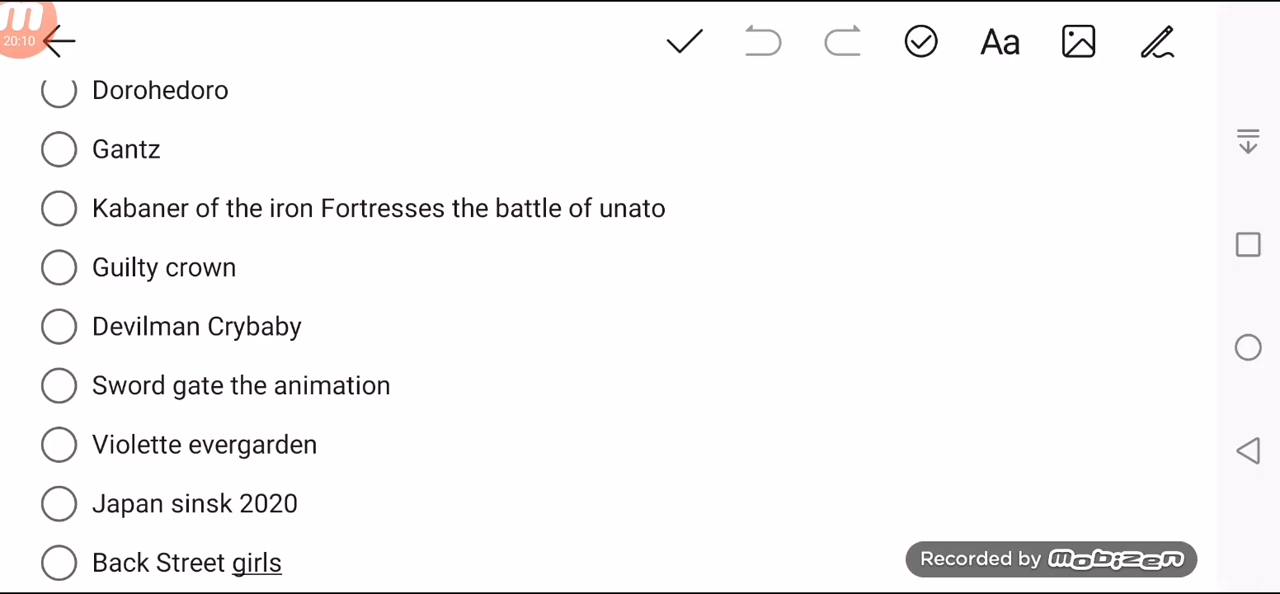 20:10
Aa
Dorohedoro
Gantz
Kabaner of the iron Fortresses the battle of unato
Guilty crown
Devilman Crybaby
Sword gate the animation
Violette evergarden
Japan sinsk 2020
Back Street girls
Recorded by mobizen